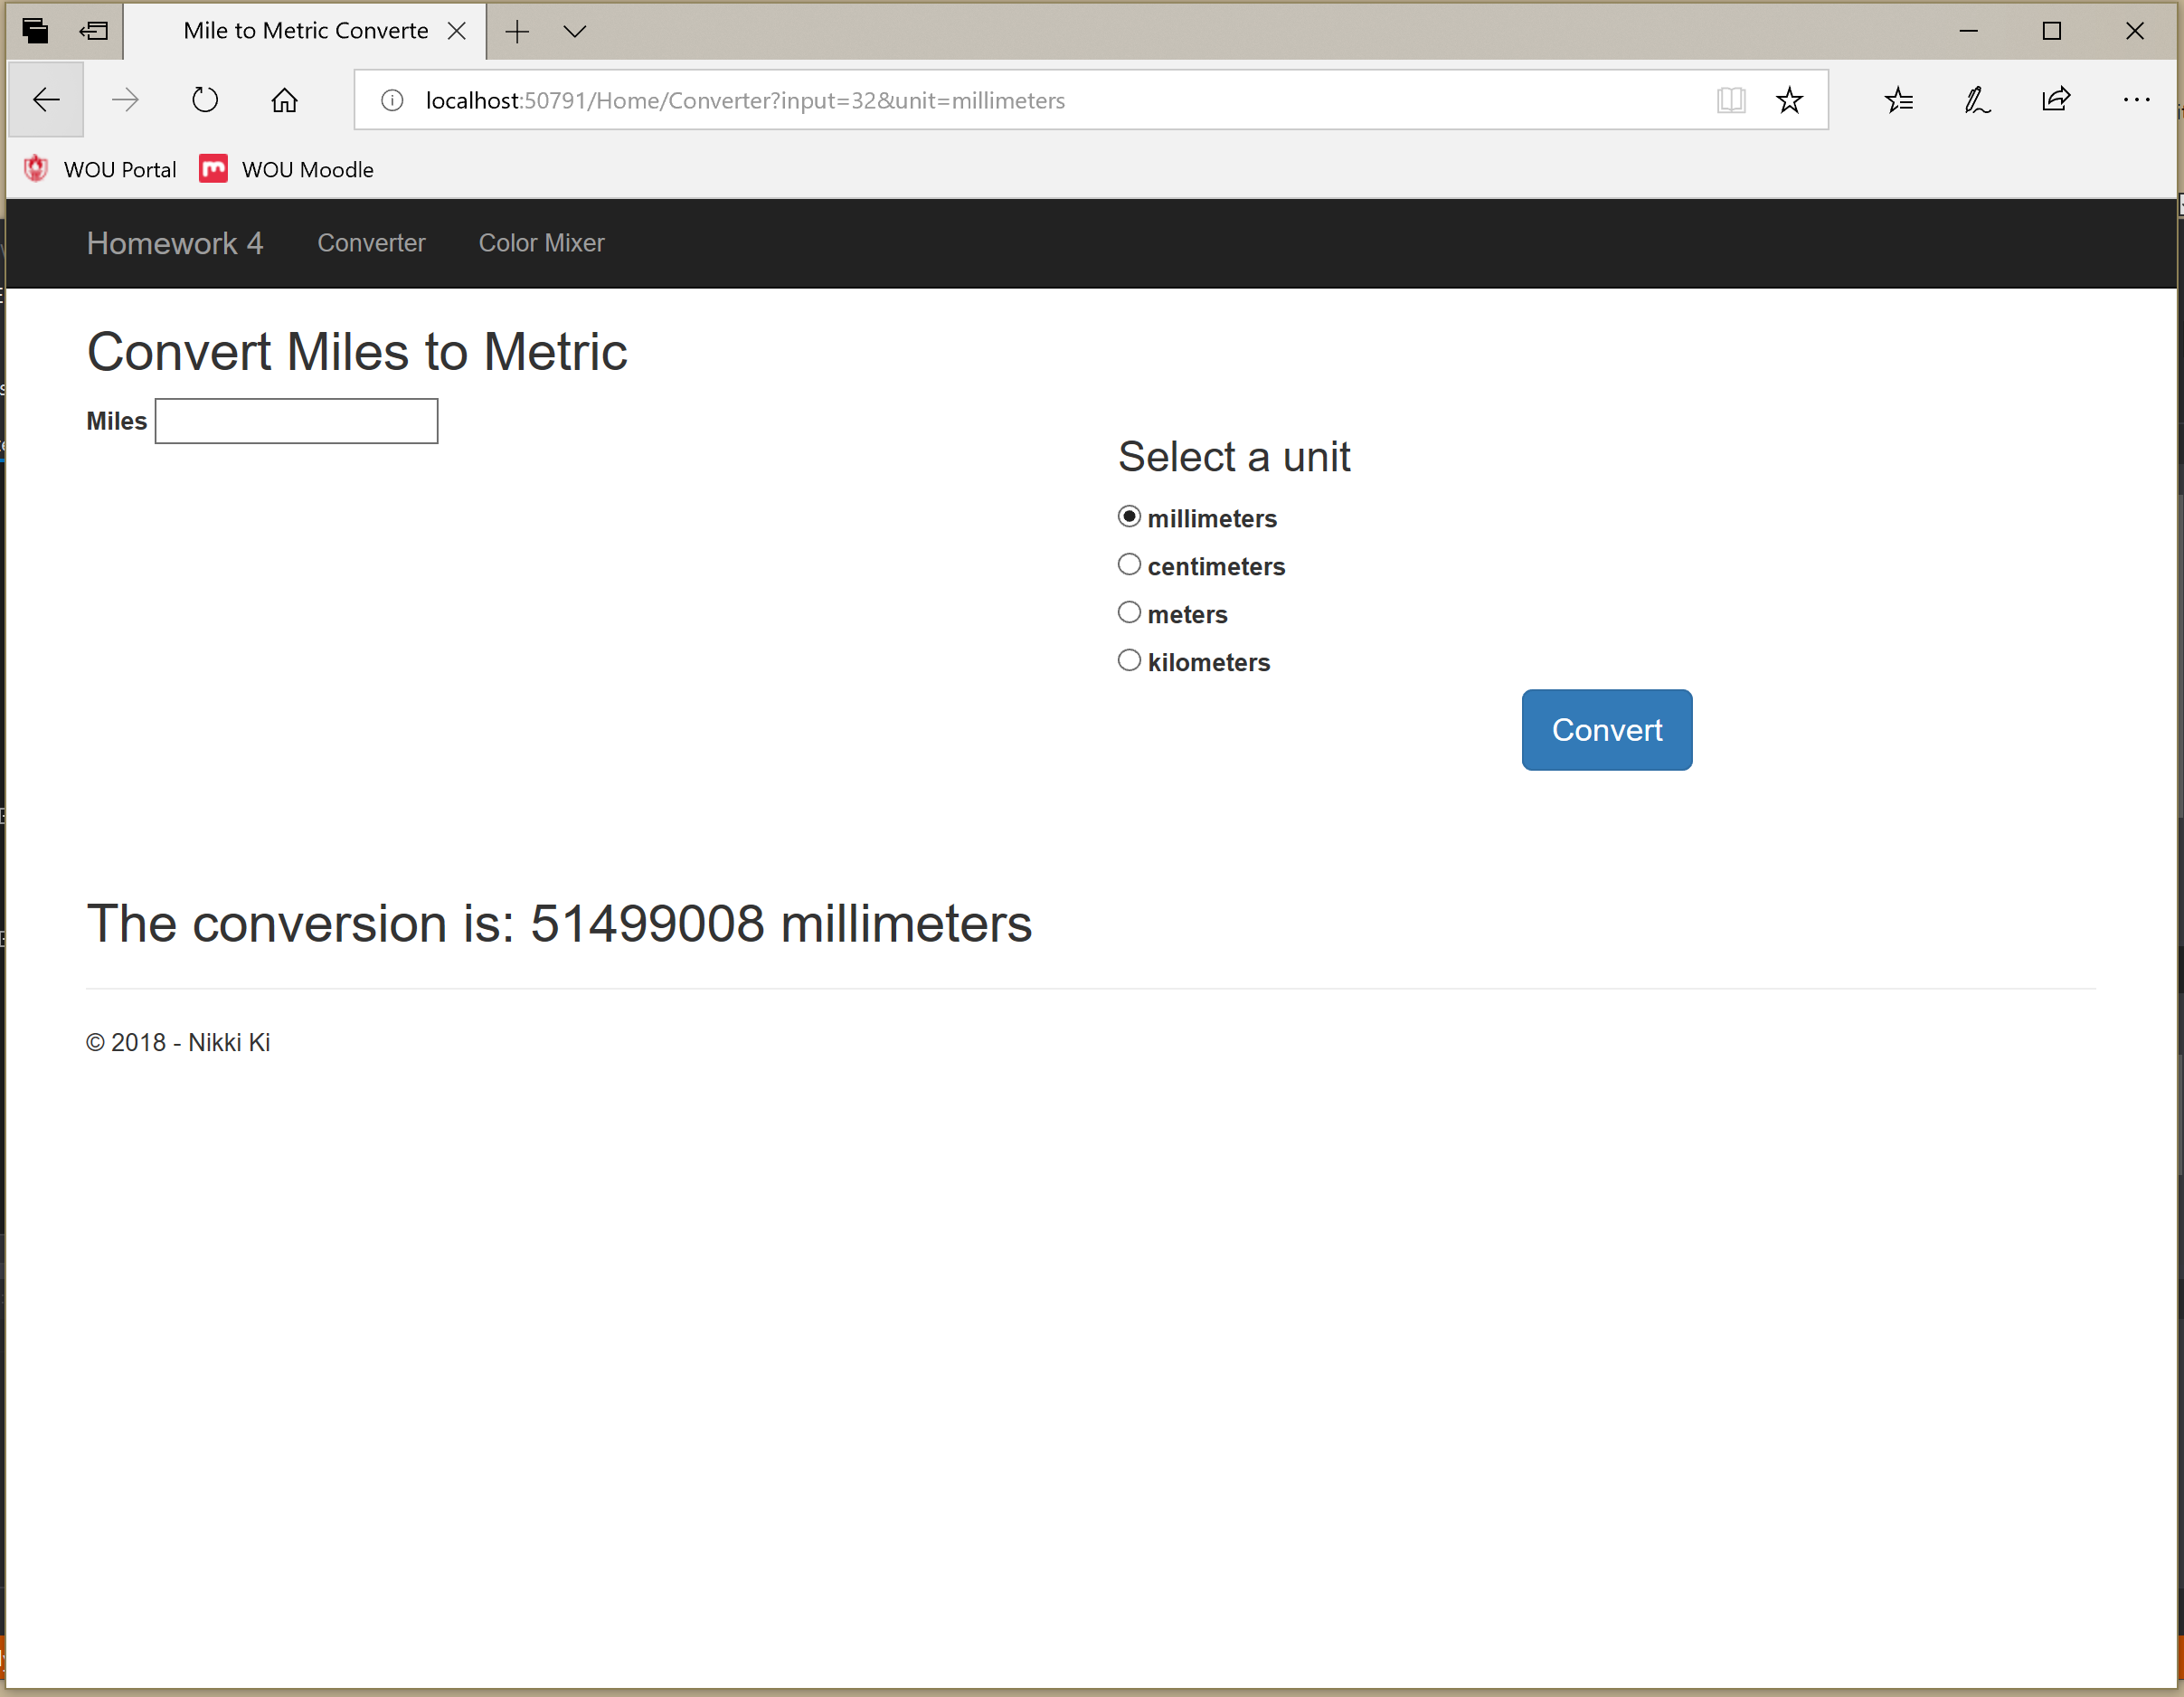 Mile to Metric Converte
localhost:50791/Home/Converter?input=32&unit=millimeters
WOU Portal WOU Moodle
Homework 4 Converter Color Mixer
Convert Miles to Metric
Miles
Select a unit
millimeters
centimeters
meters
kilometers
Convert
The conversion is: 51499008 millimeters
© 2018 - Nikki Ki